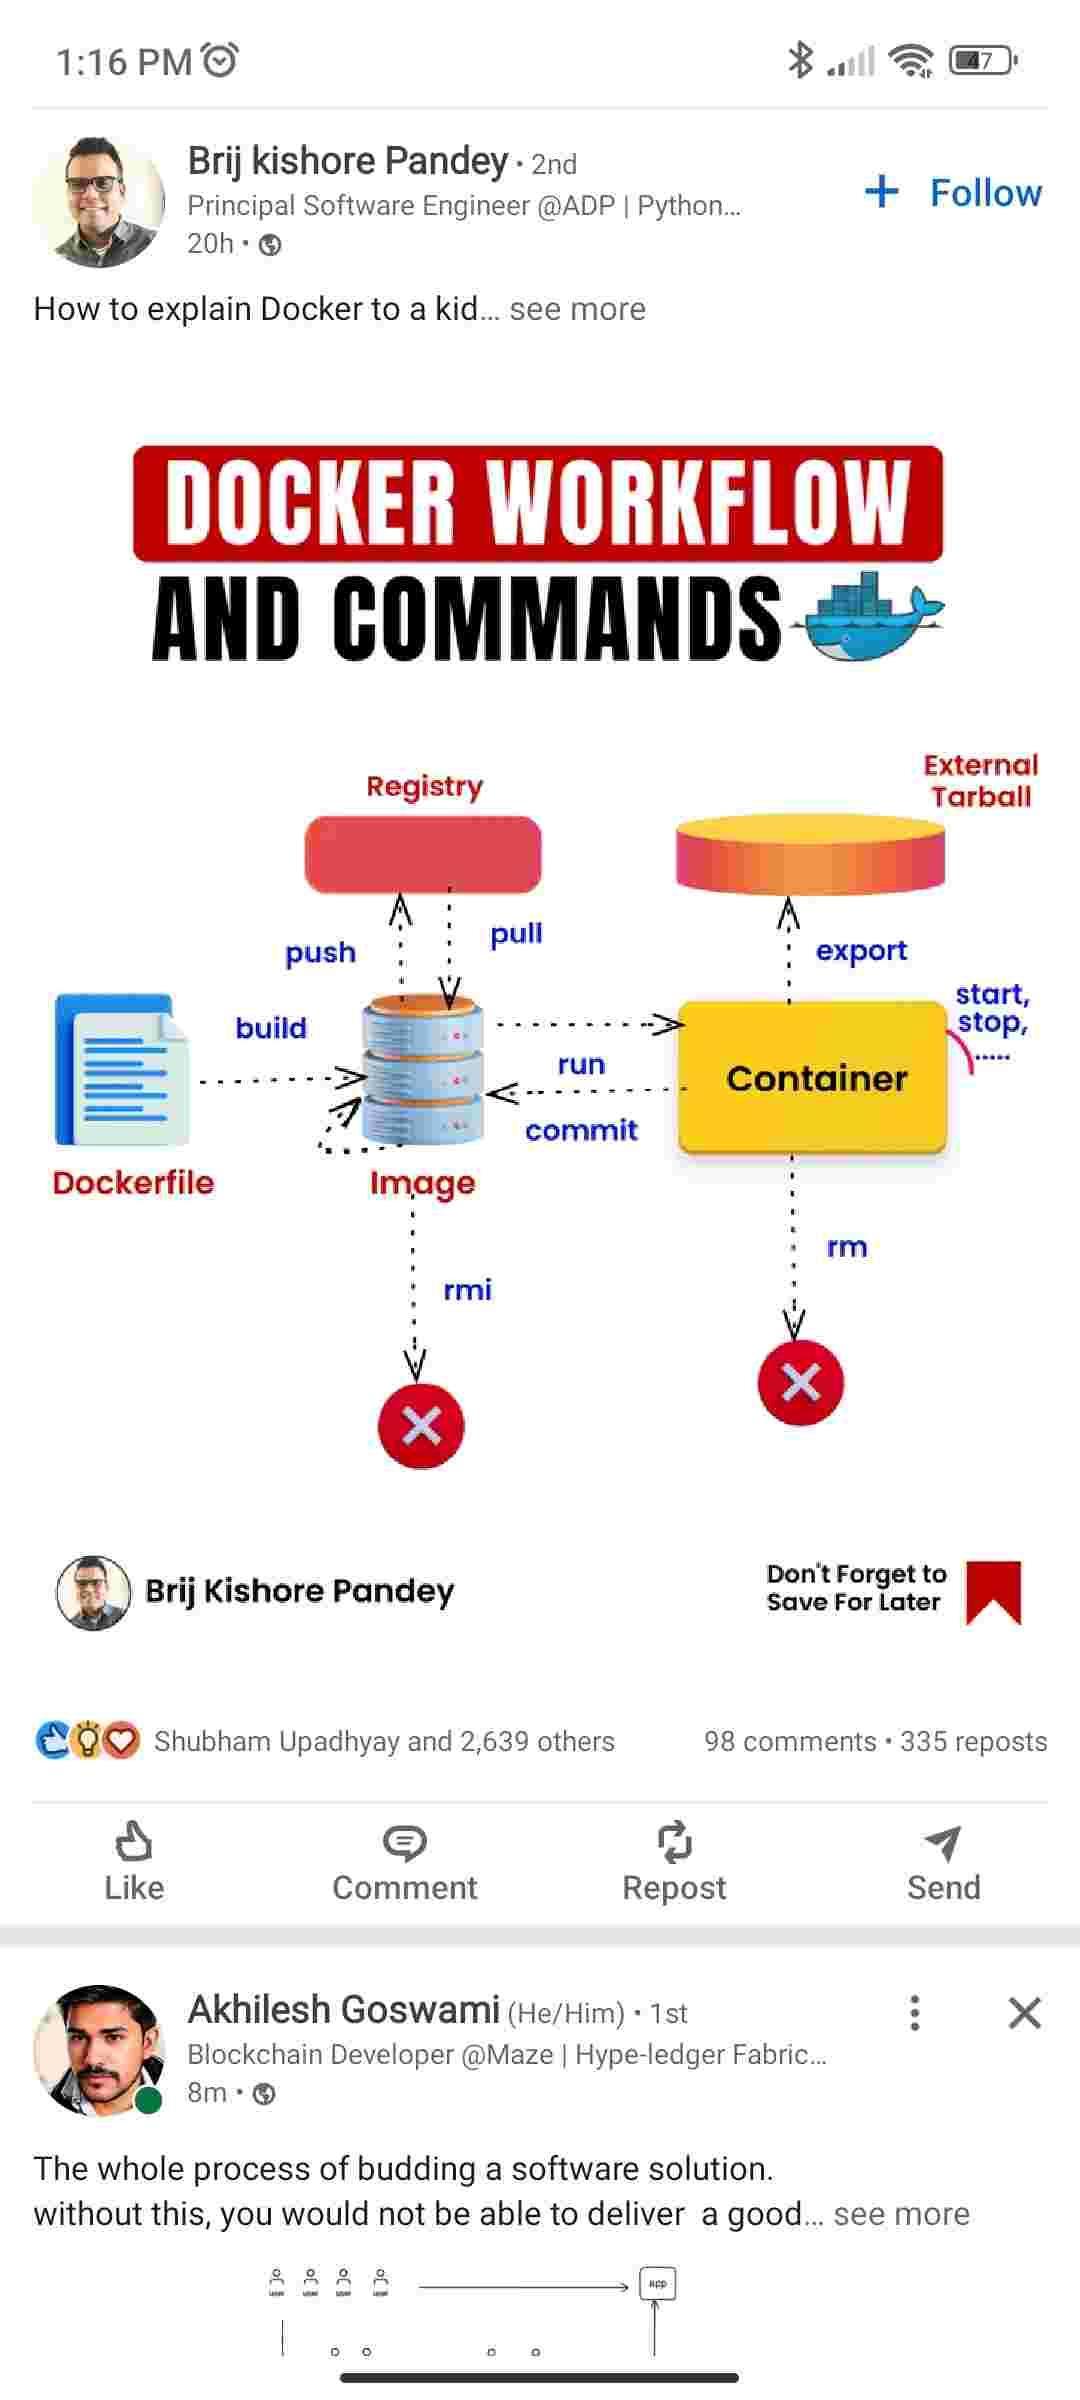 1:16 PM
47
Brij kishore Pandey • 2nd
Principal Software Engineer @ADP | Python...
20h •
+ Follow
How to explain Docker to a kid... see more
DOCKER WORKFLOW
AND COMMANDS
External
Tarball
Registry
push
pull
export
start,
stop,
.....
build
run
Container
commit
Dockerfile
Image
rm
rmi
Brij Kishore Pandey
Don't Forget to
Save For Later
Shubham Upadhyay and 2,639 others
98 comments • 335 reposts
Like
Comment
Repost
Send
Akhilesh Goswami (He/Him) • 1st
Blockchain Developer @Maze | Hype-ledger Fabric...
8m •
The whole process of budding a software solution.
without this, you would not be able to deliver a good... see more
user user user user
App